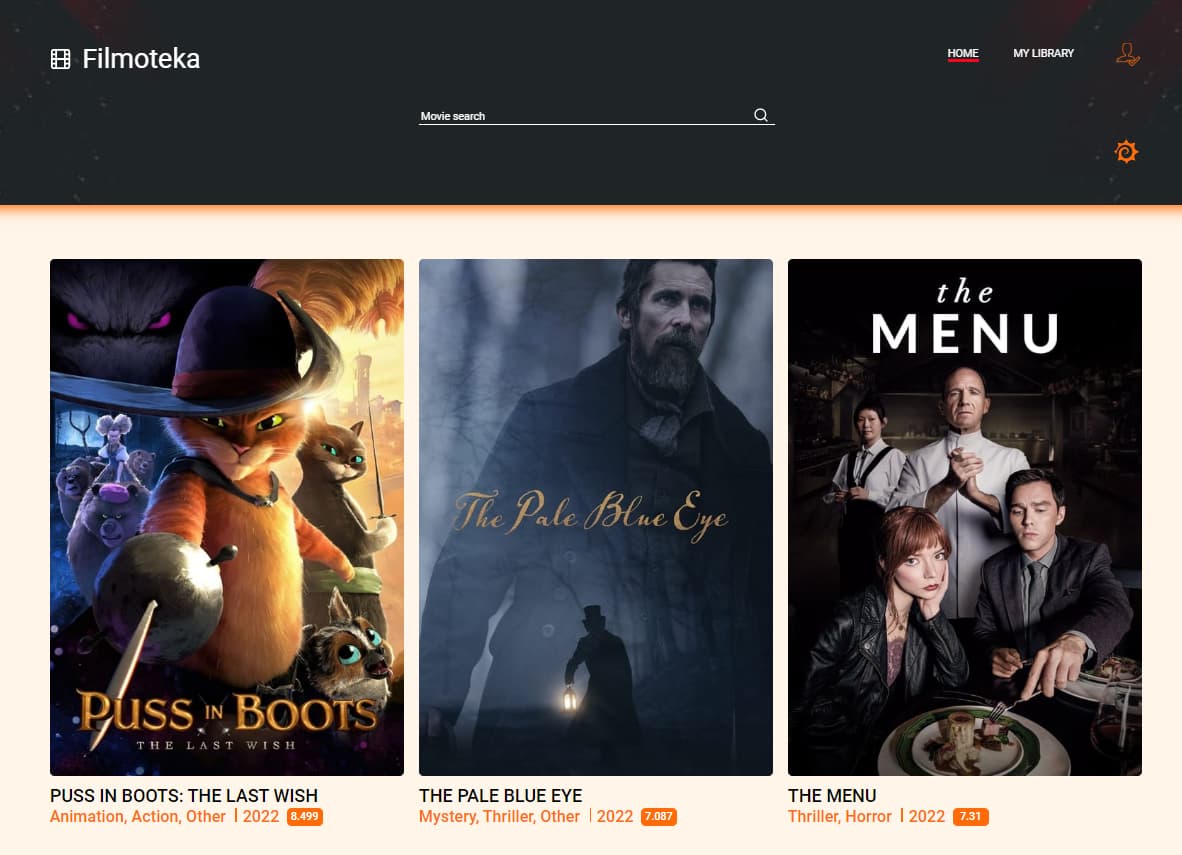 Filmoteka
HOME
MY LIBRARY
Movie search
the
MENU
The Pale Blue Eye
PUSS IN BOOTS
THE LAST WISH
PUSS IN BOOTS: THE LAST WISH
Animation, Action, Other | 2022 8.499
THE PALE BLUE EYE
Mystery, Thriller, Other | 2022 7.087
THE MENU
Thriller, Horror | 2022 7.31